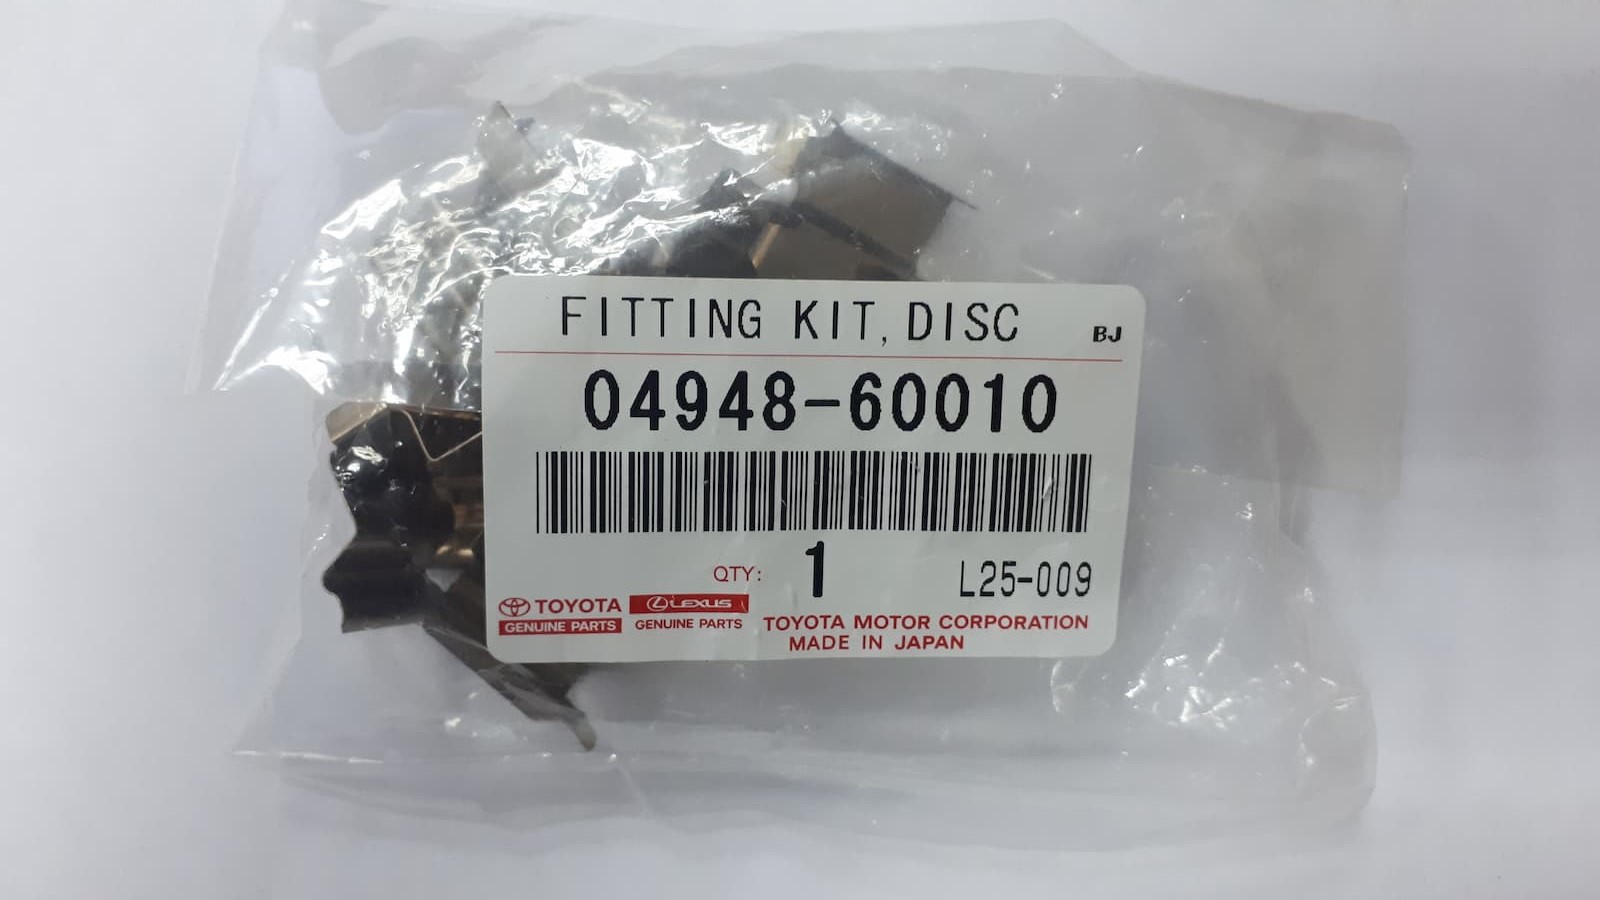 FITTING KIT, DISC BJ
04948-60010
QTY: 1 L25-009
TOYOTA LEXUS
GENUINE PARTS GENUINE PARTS
TOYOTA MOTOR CORPORATION
MADE IN JAPAN